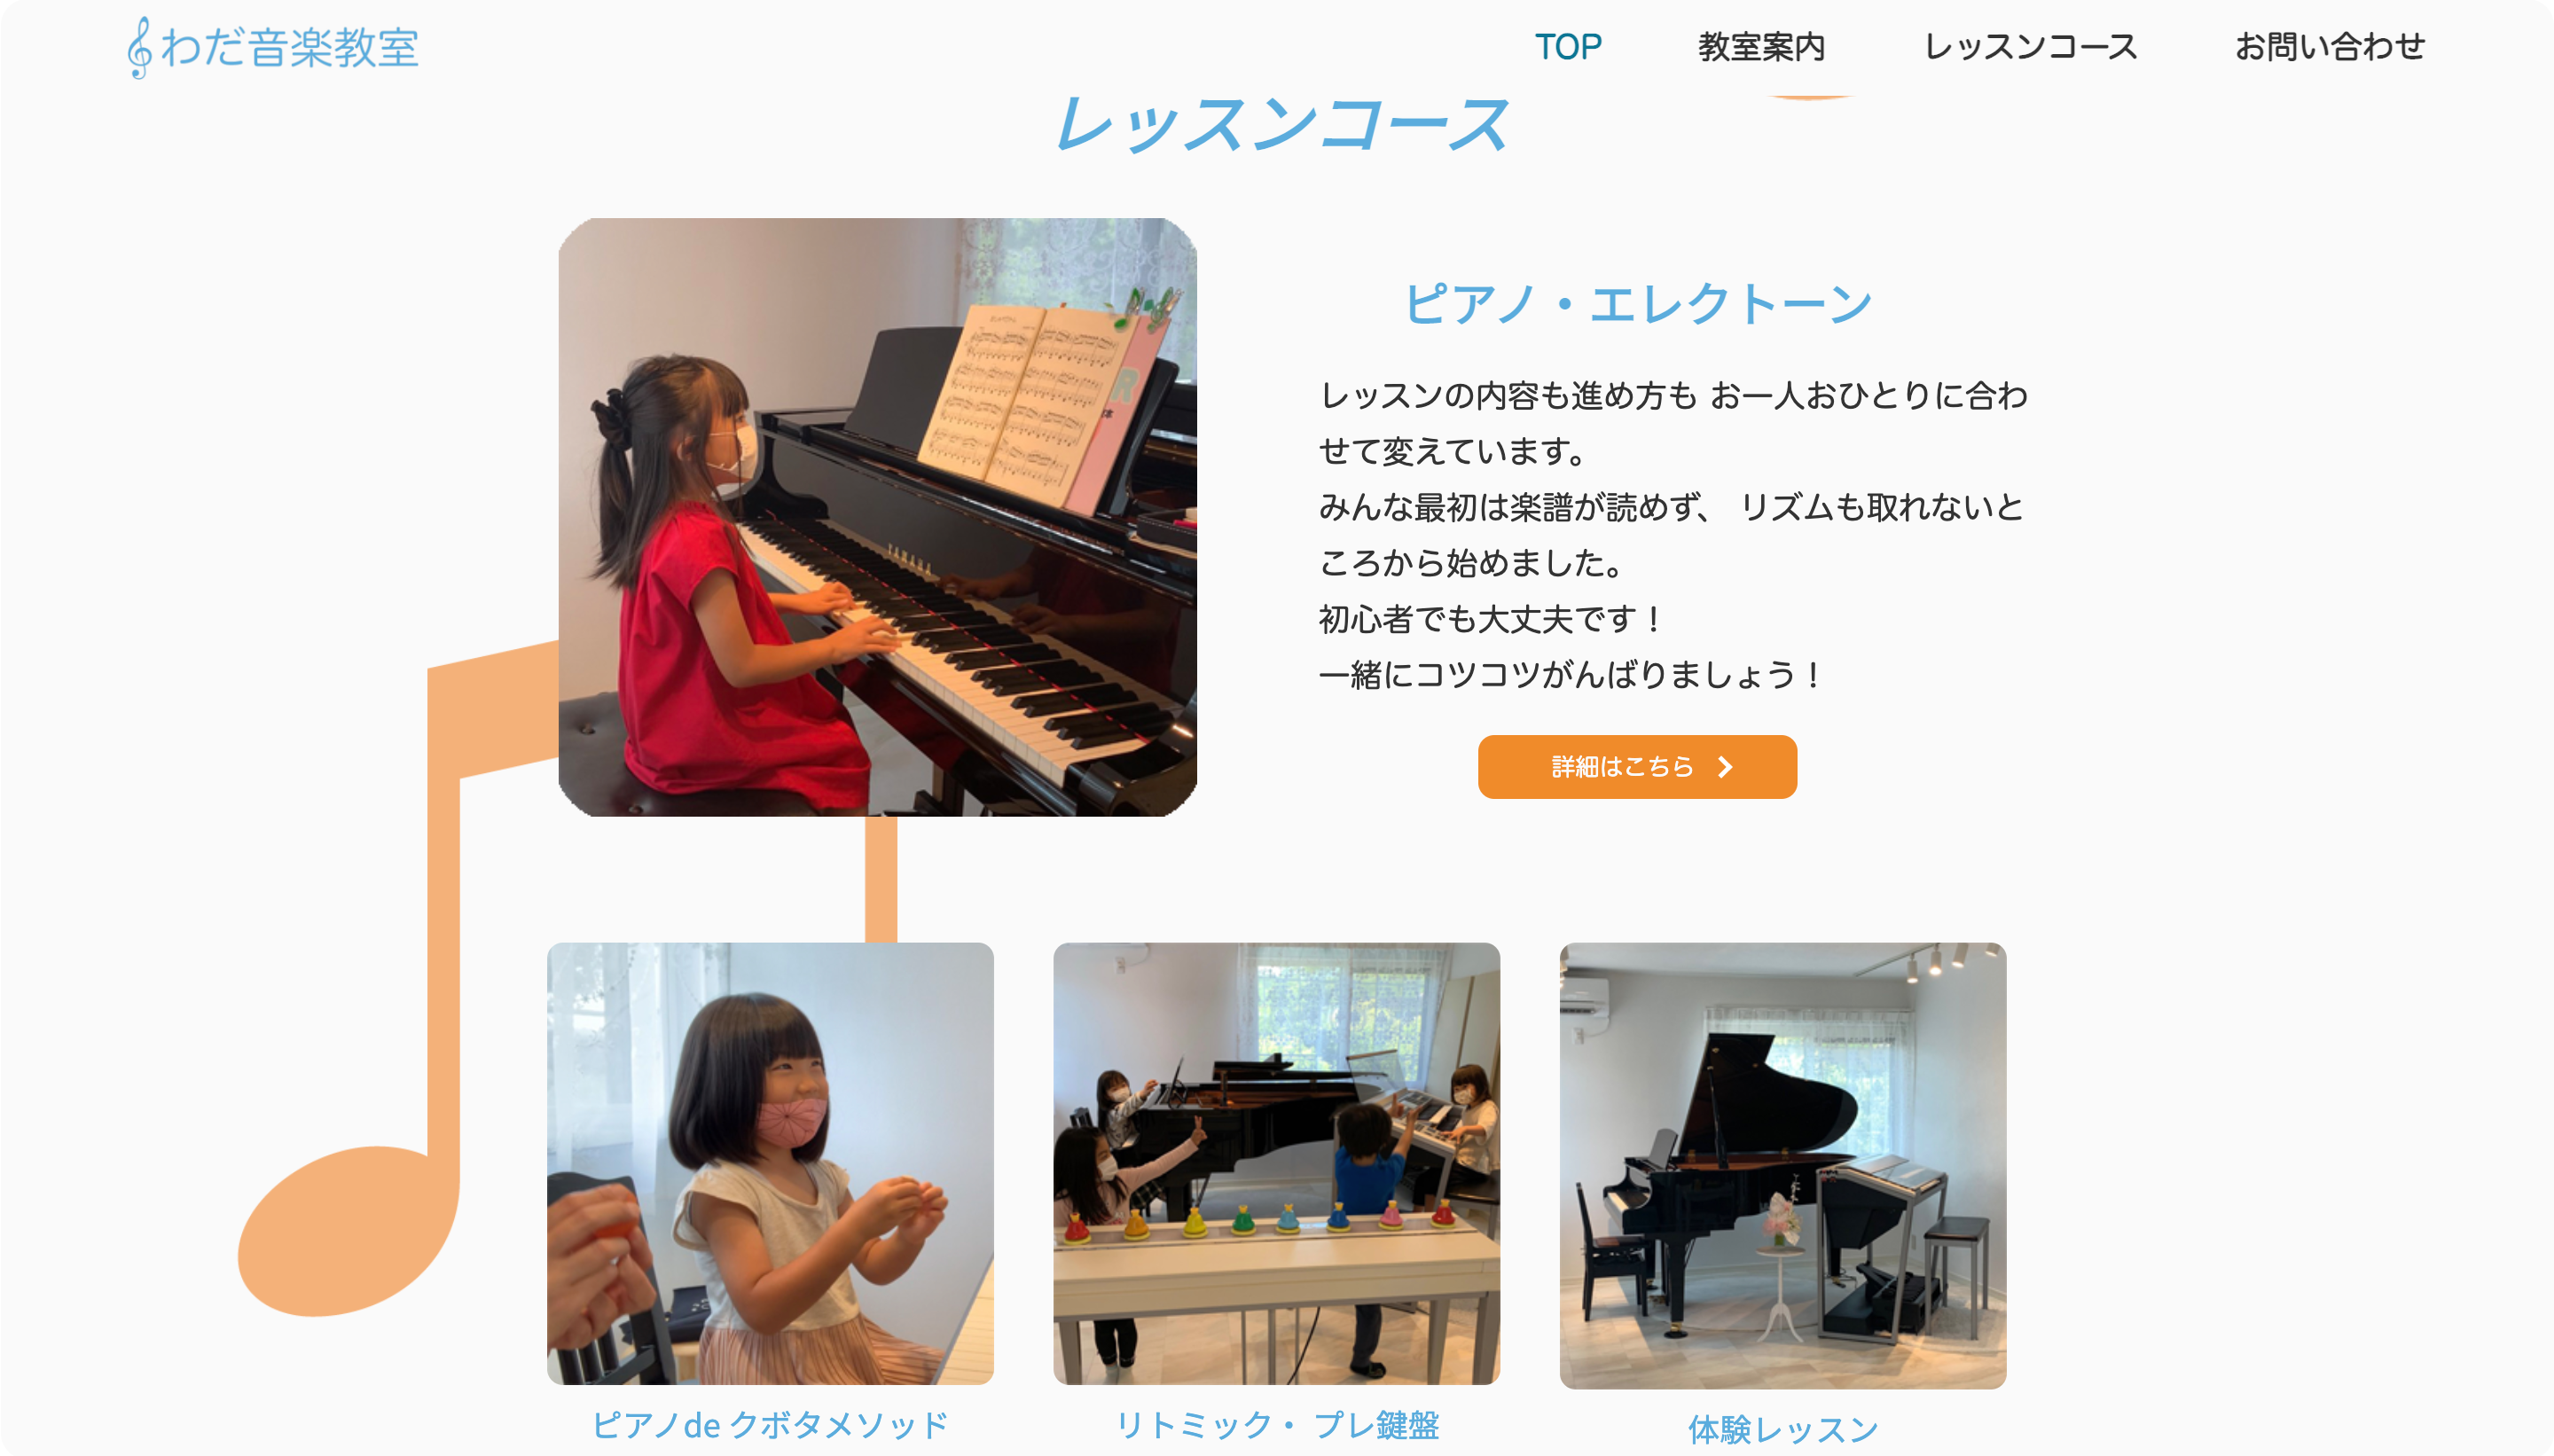 わだ音楽教室
TOP 教室案内 レッスンコース お問い合わせ
レッスンコース
ピアノ・エレクトーン
レッスンの内容も進め方も お一人おひとりに合わ
せて変えています。
みんな最初は楽譜が読めず、 リズムも取れないと
ころから始めました。
初心者でも大丈夫です！
一緒にコツコツがんばりましょう！
YAMAHA
詳細はこちら
ピアノde クボタメソッド
リトミック・ プレ鍵盤
体験レッスン